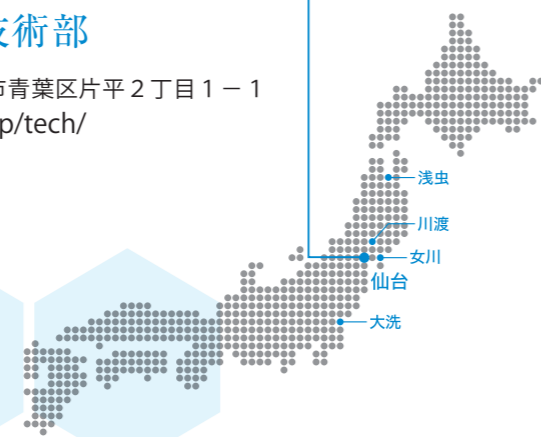 技術部
市青葉区片平2丁目1－1
p/tech/
浅虫
川渡
女川
仙台
大洗